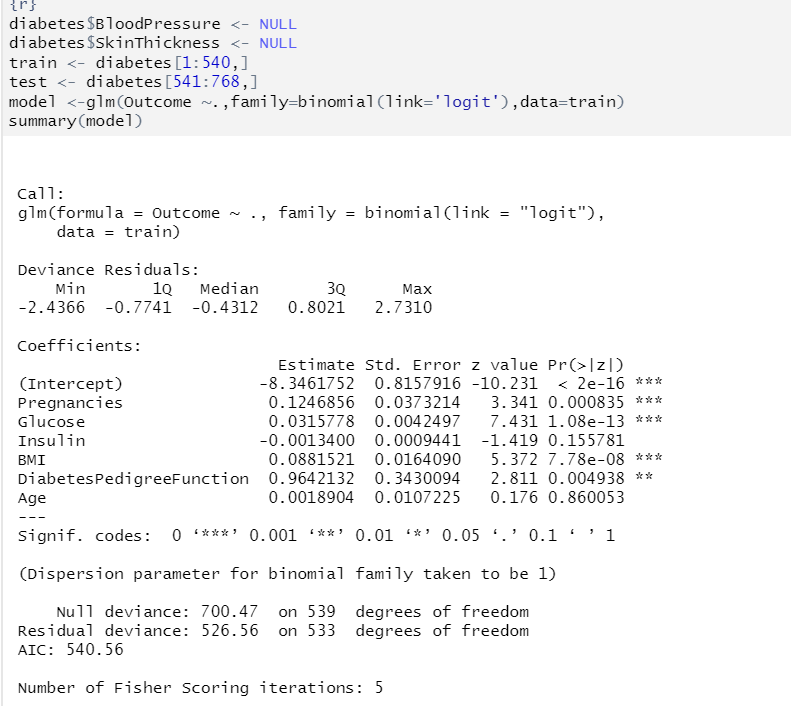 {r}
diabetes$BloodPressure <- NULL
diabetes$SkinThickness <- NULL
train <- diabetes[1:540,]
test <- diabetes[541:768,]
model <-glm(Outcome ~.,family=binomial(link='logit'),data=train)
summary(model)
Call:
glm(formula = Outcome ~ ., family = binomial(link = "logit"),
    data = train)
Deviance Residuals:
    Min       1Q   Median       3Q      Max
-2.4366  -0.7741  -0.4312   0.8021   2.7310
Coefficients:
                           Estimate Std. Error z value Pr(>|z|)
(Intercept)              -8.3461752  0.8157916 -10.231  < 2e-16 ***
Pregnancies               0.1246856  0.0373214   3.341 0.000835 ***
Glucose                   0.0315778  0.0042497   7.431 1.08e-13 ***
Insulin                  -0.0013400  0.0009441  -1.419 0.155781
BMI                       0.0881521  0.0164090   5.372 7.78e-08 ***
DiabetesPedigreeFunction  0.9642132  0.3430094   2.811 0.004938 **
Age                       0.0018904  0.0107225   0.176 0.860053
---
Signif. codes:  0 ‘***’ 0.001 ‘**’ 0.01 ‘*’ 0.05 ‘.’ 0.1 ‘ ’ 1
(Dispersion parameter for binomial family taken to be 1)
    Null deviance: 700.47  on 539  degrees of freedom
Residual deviance: 526.56  on 533  degrees of freedom
AIC: 540.56
Number of Fisher Scoring iterations: 5